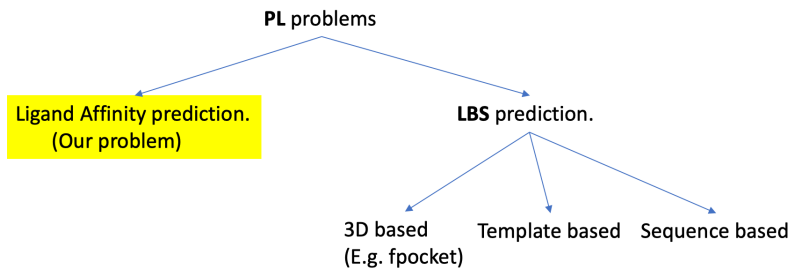 PL problems
Ligand Affinity prediction.
(Our problem)
LBS prediction.
3D based
(E.g. fpocket)
Template based
Sequence based